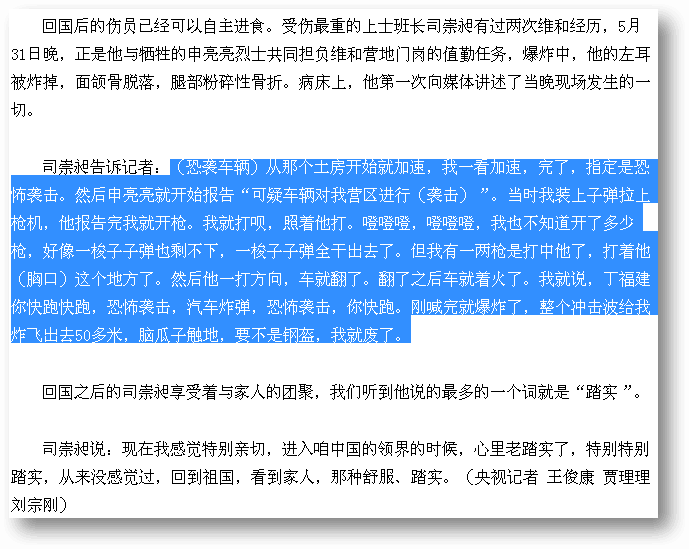 回国后的伤员已经可以自主进食。受伤最重的上士班长司崇昶有过两次维和经历，5月
31日晚，正是他与牺牲的申亮亮烈士共同担负维和营地门岗的值勤任务，爆炸中，他的左耳
被炸掉，面颌骨脱落，腿部粉碎性骨折。病床上，他第一次向媒体讲述了当晚现场发生的一
切。
司崇昶告诉记者：（恐袭车辆）从那个土房开始就加速，我一看加速，完了，指定是恐
怖袭击。然后申亮亮就开始报告“可疑车辆对我营区进行（袭击）”。当时我装上子弹拉上
枪机，他报告完我就开枪。我就打呗，照着他打。噔噔噔，噔噔噔，我也不知道开了多少
枪，好像一梭子子弹也剩不下，一梭子子弹全干出去了。但我有一两枪是打中他了，打着他
（胸口）这个地方了。然后他一打方向，车就翻了。翻了之后车就着火了。我就说，丁福建
你快跑快跑，恐怖袭击，汽车炸弹，恐怖袭击，你快跑。刚喊完就爆炸了，整个冲击波给我
炸飞出去50多米，脑瓜子触地，要不是钢盔，我就废了。
回国之后的司崇昶享受着与家人的团聚，我们听到他说的最多的一个词就是“踏实”。
司崇昶说：现在我感觉特别亲切，进入咱中国的领界的时候，心里老踏实了，特别特别
踏实，从来没感觉过，回到祖国，看到家人，那种舒服、踏实。（央视记者 王俊康 贾理理
刘宗刚）